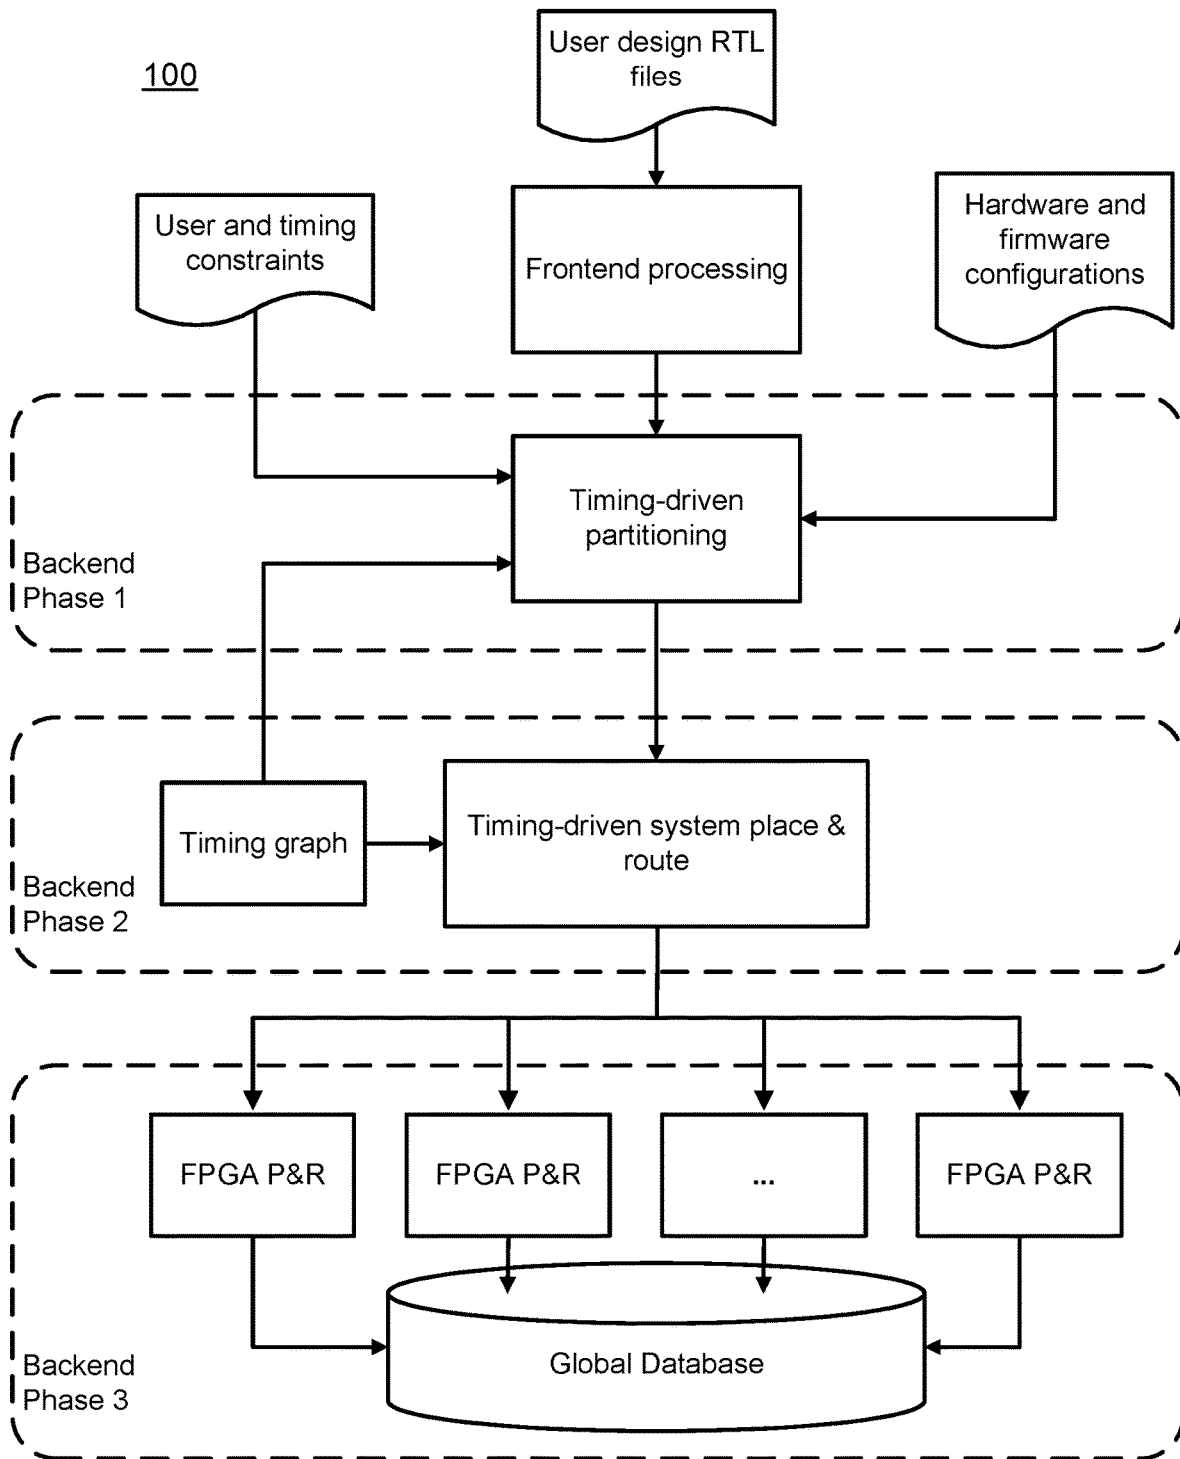 User design RTL
files
100
User and timing
constraints
Frontend processing
Hardware and
firmware
configurations
Timing-driven
partitioning
Backend
Phase 1
Timing graph
Timing-driven system place &
route
Backend
Phase 2
FPGA P&R
FPGA P&R
...
FPGA P&R
Global Database
Backend
Phase 3